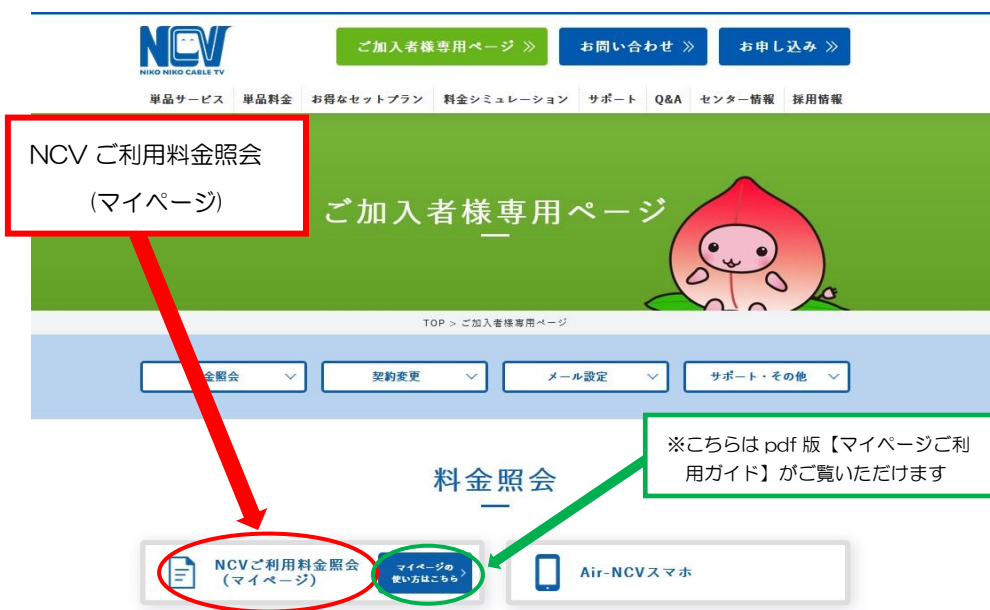 NCV
NIKO NIKO CABLE TV
ご加入者様専用ページ ≫
お問い合わせ ≫
お申し込み ≫
単品サービス 単品料金 お得なセットプラン 料金シミュレーション サポート Q&A センター情報 採用情報
NCV ご利用料金照会
(マイページ)
ご加入者様専用ページ
TOP > ご加入者様専用ページ
金照会
契約変更
メール設定
サポート・その他
※こちらは pdf 版【マイページご利
用ガイド】がご覧いただけます
料金照会
NCVご利用料金照会
(マイページ)
マイページの
使い方はこちら
Air-NCVスマホ